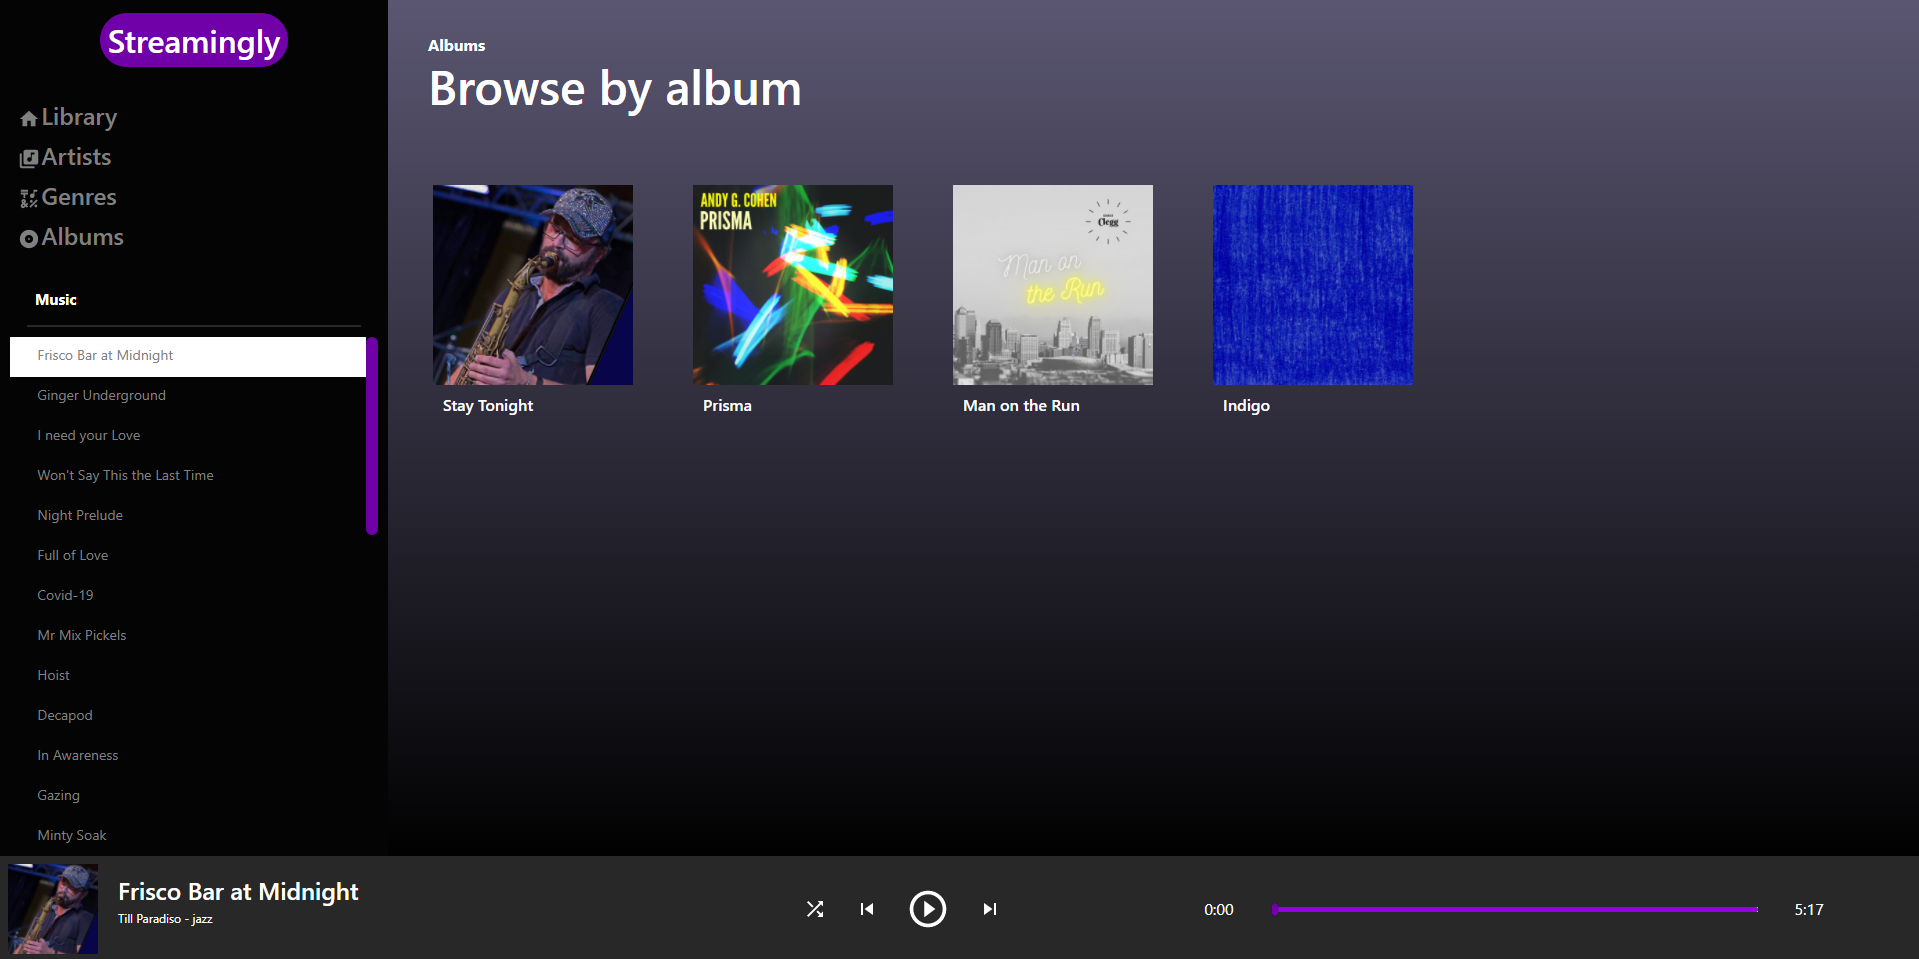 Streamingly
Library
Artists
Genres
Albums
Music
Frisco Bar at Midnight
Ginger Underground
I need your Love
Won't Say This the Last Time
Night Prelude
Full of Love
Covid-19
Mr Mix Pickels
Hoist
Decapod
In Awareness
Gazing
Minty Soak
Albums
Browse by album
ANDY G. COHEN
PRISMA
Clegg
Man on
the Run
Stay Tonight
Prisma
Man on the Run
Indigo
Frisco Bar at Midnight
Till Paradiso - jazz
0:00
5:17